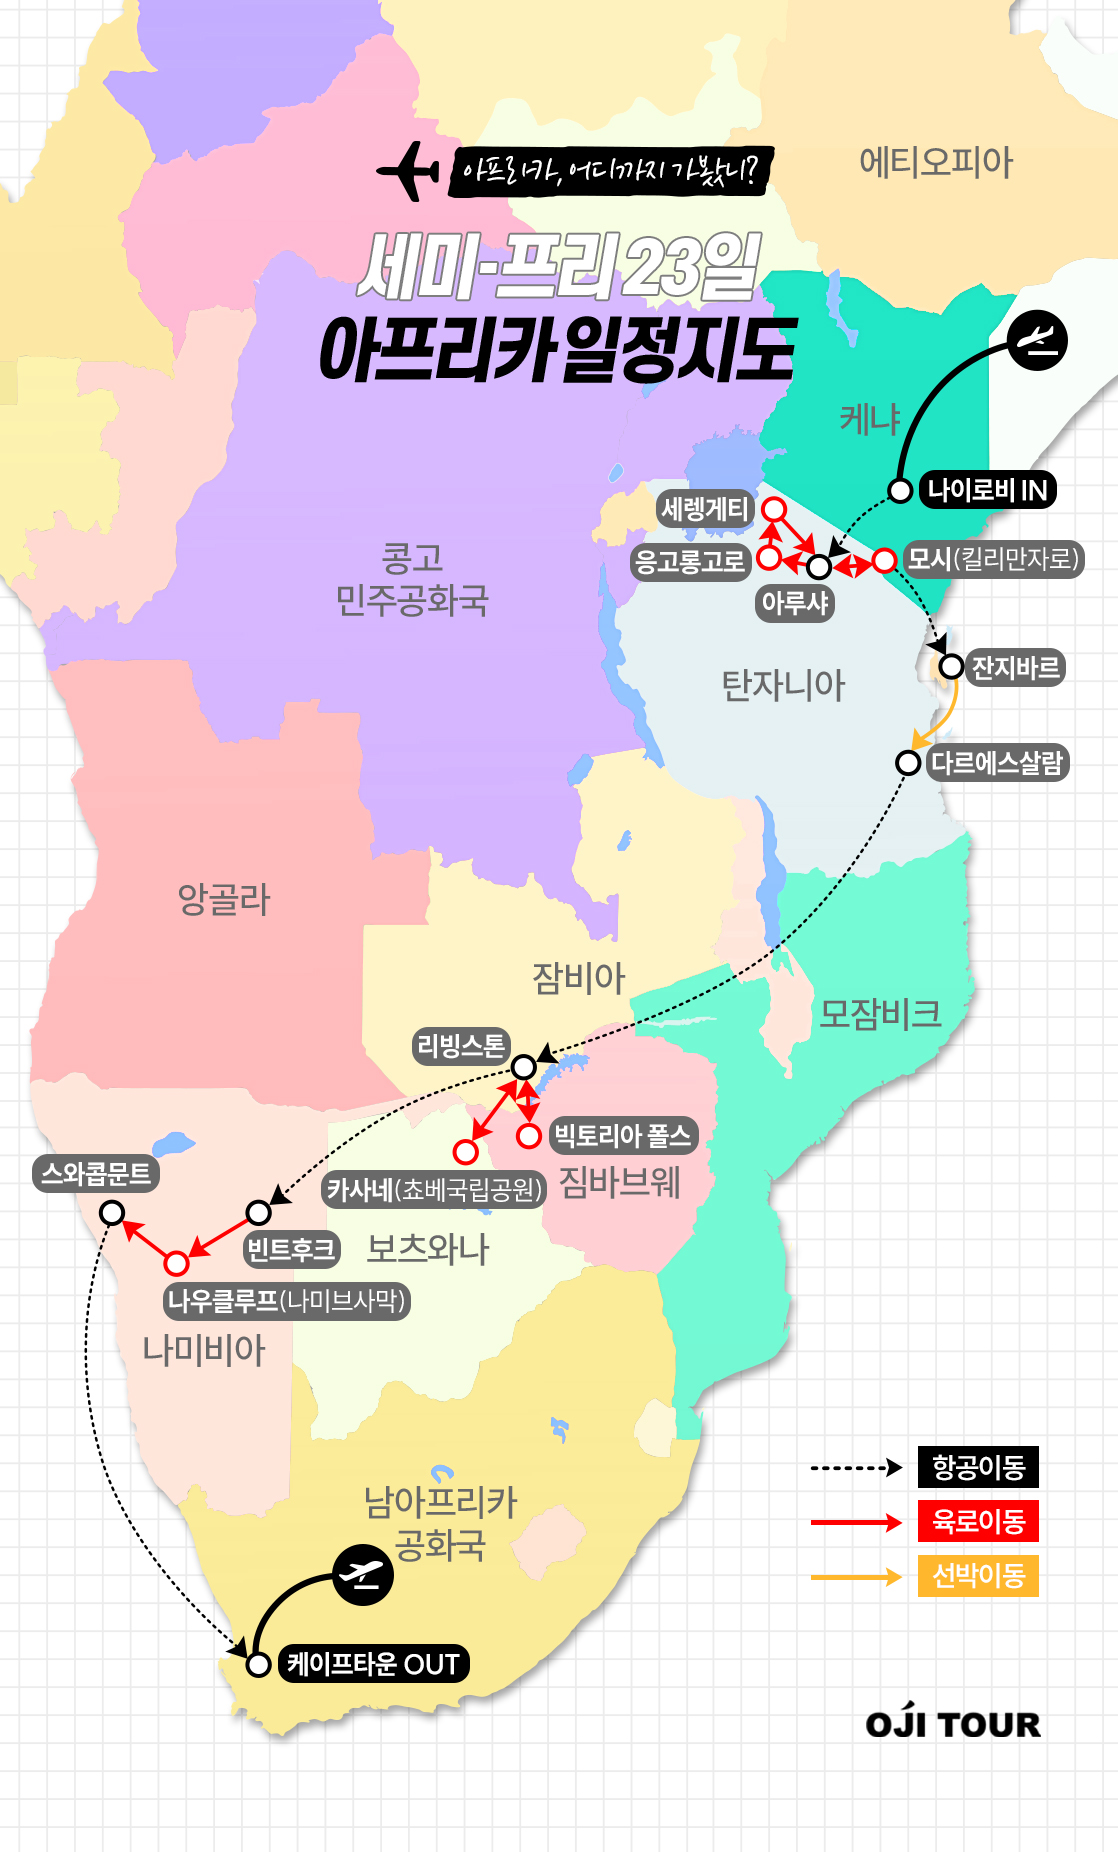 아프리카, 어디까지 가봤니?
세미-프리 23일
아프리카 일정지도
에티오피아
케냐
나이로비 IN
세렝게티
응고롱고로
모시(킬리만자로)
아루샤
콩고
민주공화국
탄자니아
잔지바르
다르에스살람
앙골라
잠비아
모잠비크
리빙스톤
빅토리아 폴스
스와콥문트
카사네(쵸베국립공원)
짐바브웨
빈트후크
보츠와나
나우클루프(나미브사막)
나미비아
항공이동
남아프리카
공화국
육로이동
선박이동
케이프타운 OUT
OJI TOUR